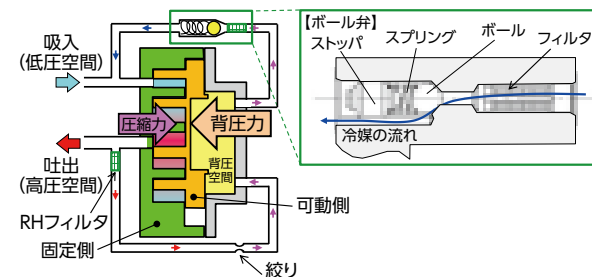 吸入
(低圧空間)
圧縮力
背圧力
吐出
(高圧空間)
背圧
空間
RHフィルタ
可動側
固定側
絞り
【ボール弁】
ストッパ
スプリング
ボール
フィルタ
冷媒の流れ